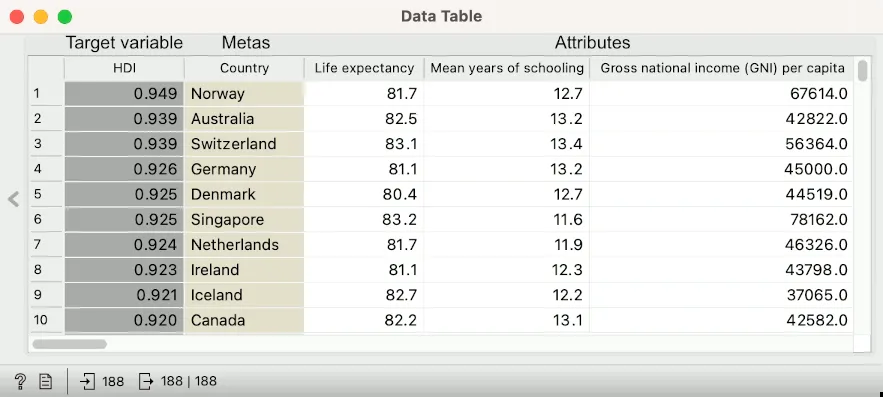 Data Table
Target variable Metas Attributes
HDI Country Life expectancy Mean years of schooling Gross national income (GNI) per capita
1 0.949 Norway 81.7 12.7 67614.0
2 0.939 Australia 82.5 13.2 42822.0
3 0.939 Switzerland 83.1 13.4 56364.0
4 0.926 Germany 81.1 13.2 45000.0
5 0.925 Denmark 80.4 12.7 44519.0
6 0.925 Singapore 83.2 11.6 78162.0
7 0.924 Netherlands 81.7 11.9 46326.0
8 0.923 Ireland 81.1 12.3 43798.0
9 0.921 Iceland 82.7 12.2 37065.0
10 0.920 Canada 82.2 13.1 42582.0
? 188 188 | 188